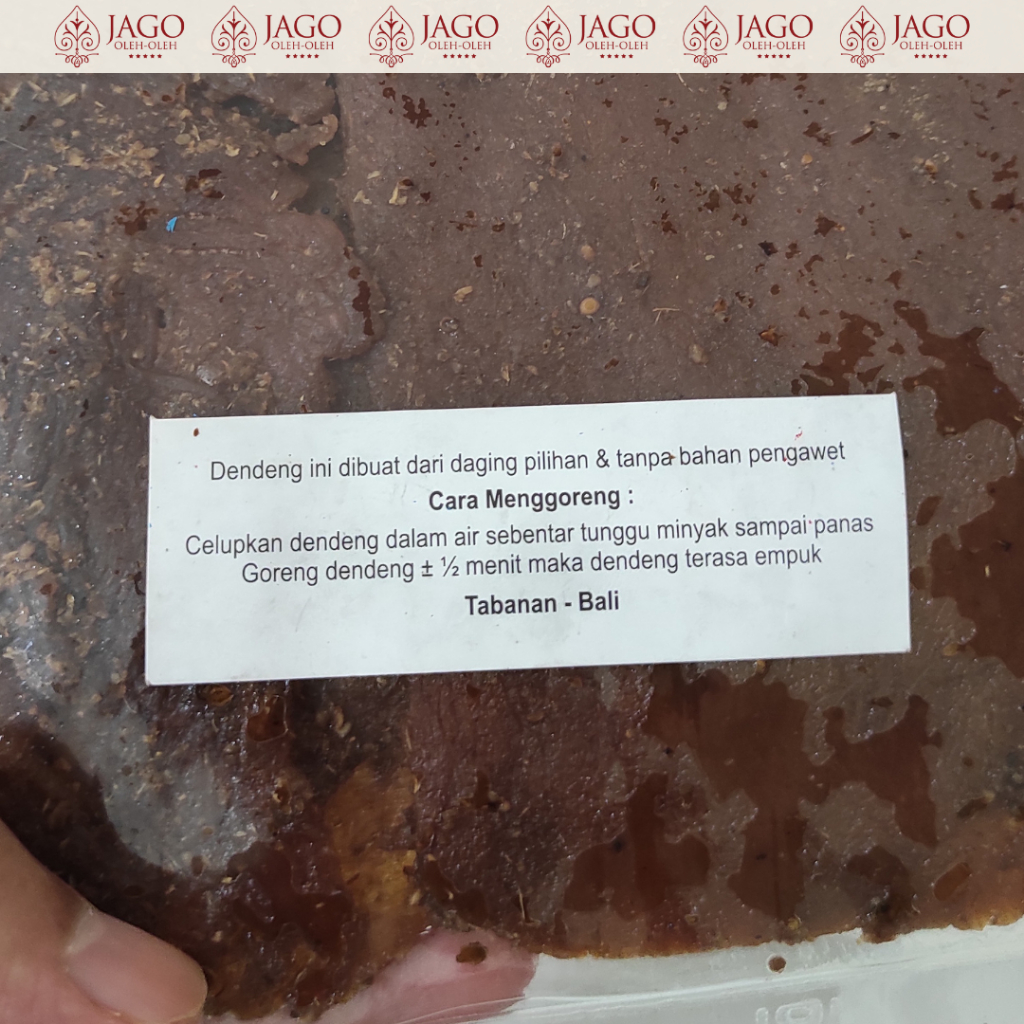 JAGO JAGO JAGO JAGO JAGO JAGO
OLEH-OLEH OLEH-OLEH OLEH-OLEH OLEH-OLEH OLEH-OLEH OLEH-OLEH
Dendeng ini dibuat dari daging pilihan & tanpa bahan pengawet
Cara Menggoreng :
Celupkan dendeng dalam air sebentar tunggu minyak sampai panas
Goreng dendeng ± ½ menit maka dendeng terasa empuk
Tabanan - Bali